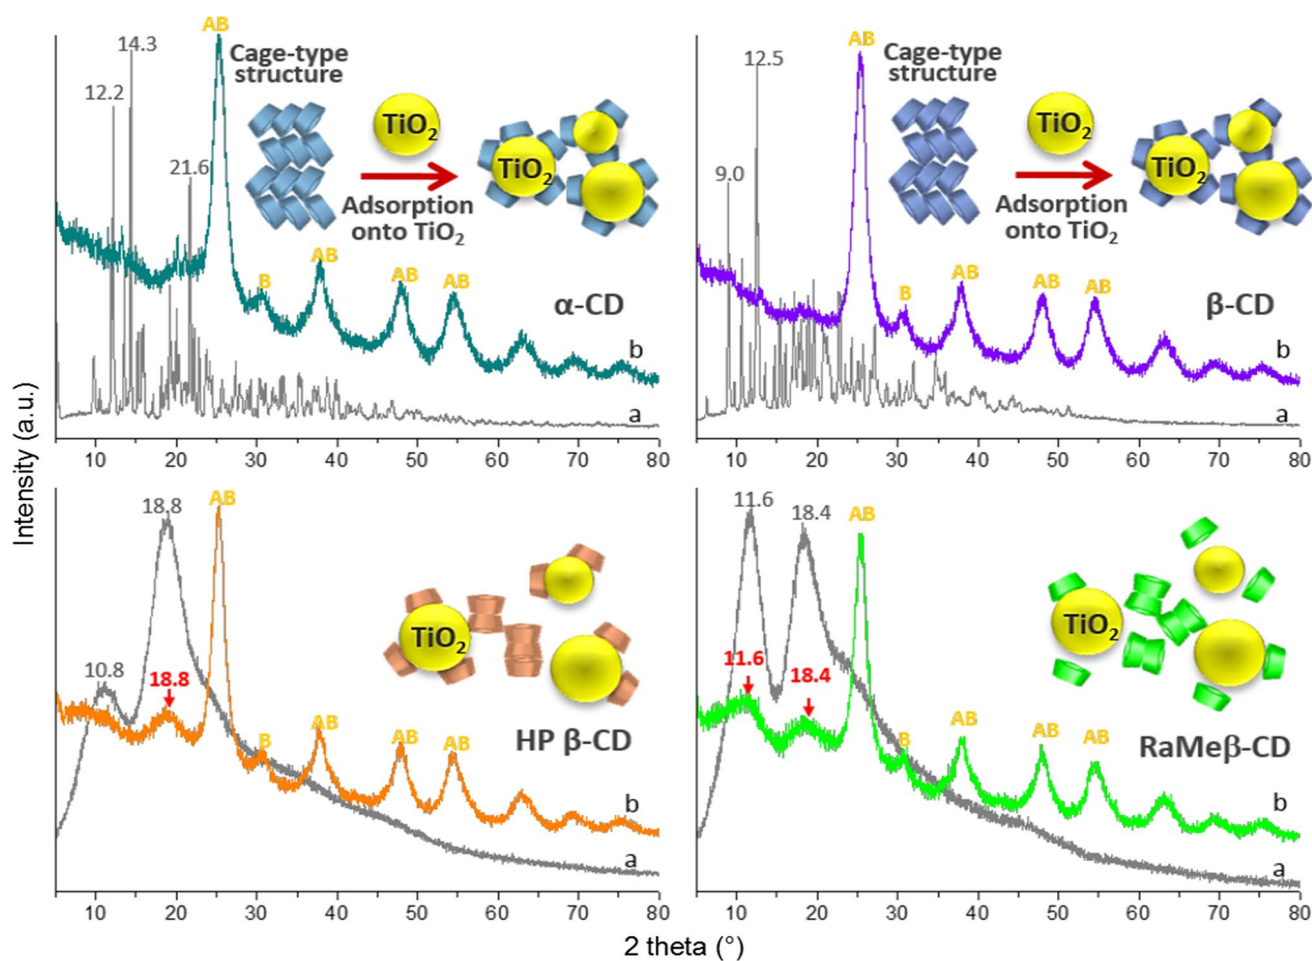 AB
14.3
Cage-type
structure
12.2
TiO2
21.6
TiO2
Adsorption
onto TiO2
B
AB
AB
AB
α-CD
b
a
10 20 30 40 50 60 70 80
AB
12.5
Cage-type
structure
9.0
TiO2
TiO2
Adsorption
onto TiO2
B
AB
AB
AB
β-CD
b
a
10 20 30 40 50 60 70 80
Intensity (a.u.)
AB
18.8
10.8
TiO2
18.8
B
AB
AB
AB
HP β-CD
b
a
10 20 30 40 50 60 70 80
11.6
18.4
AB
TiO2
11.6
18.4
B
AB
AB
AB
RaMeβ-CD
b
a
10 20 30 40 50 60 70 80
2 theta (°)